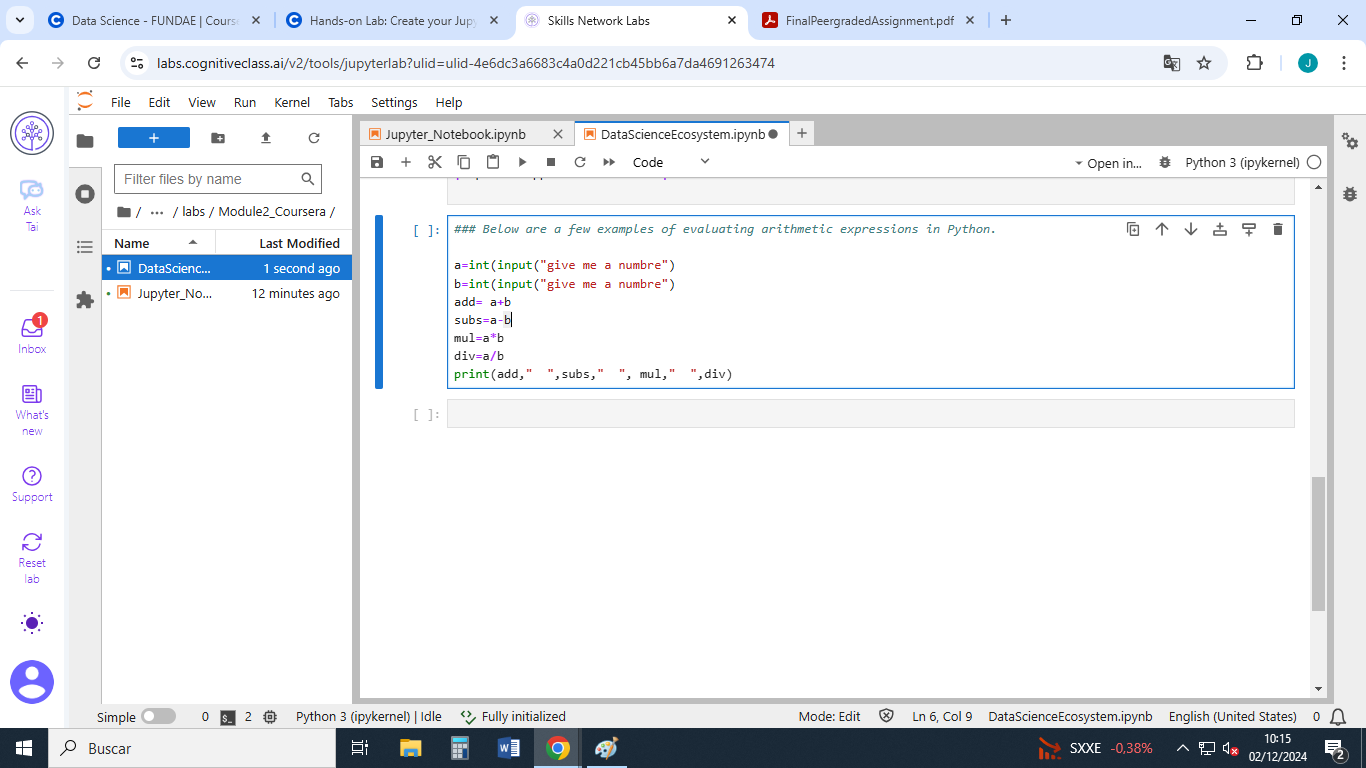 Data Science - FUNDAE | Cours
Hands-on Lab: Create your Jup
Skills Network Labs
FinalPeergradedAssignment.pdf
labs.cognitiveclass.ai/v2/tools/jupyterlab?ulid=ulid-4e6dc3a6683c4a0d221cb45bb6a7da4691263474
J
File Edit View Run Kernel Tabs Settings Help
Ask
Tai
1
Inbox
What's
new
Support
Reset
lab
Filter files by name
/ ··· / labs / Module2_Coursera /
Name Last Modified
DataScienc... 1 second ago
Jupyter_No... 12 minutes ago
Jupyter_Notebook.ipynb
DataScienceEcosystem.ipynb
Code
Open in...
Python 3 (ipykernel)
[ ]:
### Below are a few examples of evaluating arithmetic expressions in Python.
a=int(input("give me a numbre")
b=int(input("give me a numbre")
add= a+b
subs=a-b
mul=a*b
div=a/b
print(add,"  ",subs,"  ", mul,"  ",div)
[ ]:
Simple 0 2 Python 3 (ipykernel) | Idle Fully initialized Mode: Edit Ln 6, Col 9 DataScienceEcosystem.ipynb English (United States) 0
Buscar
SXXE -0,38%
10:15
02/12/2024
2